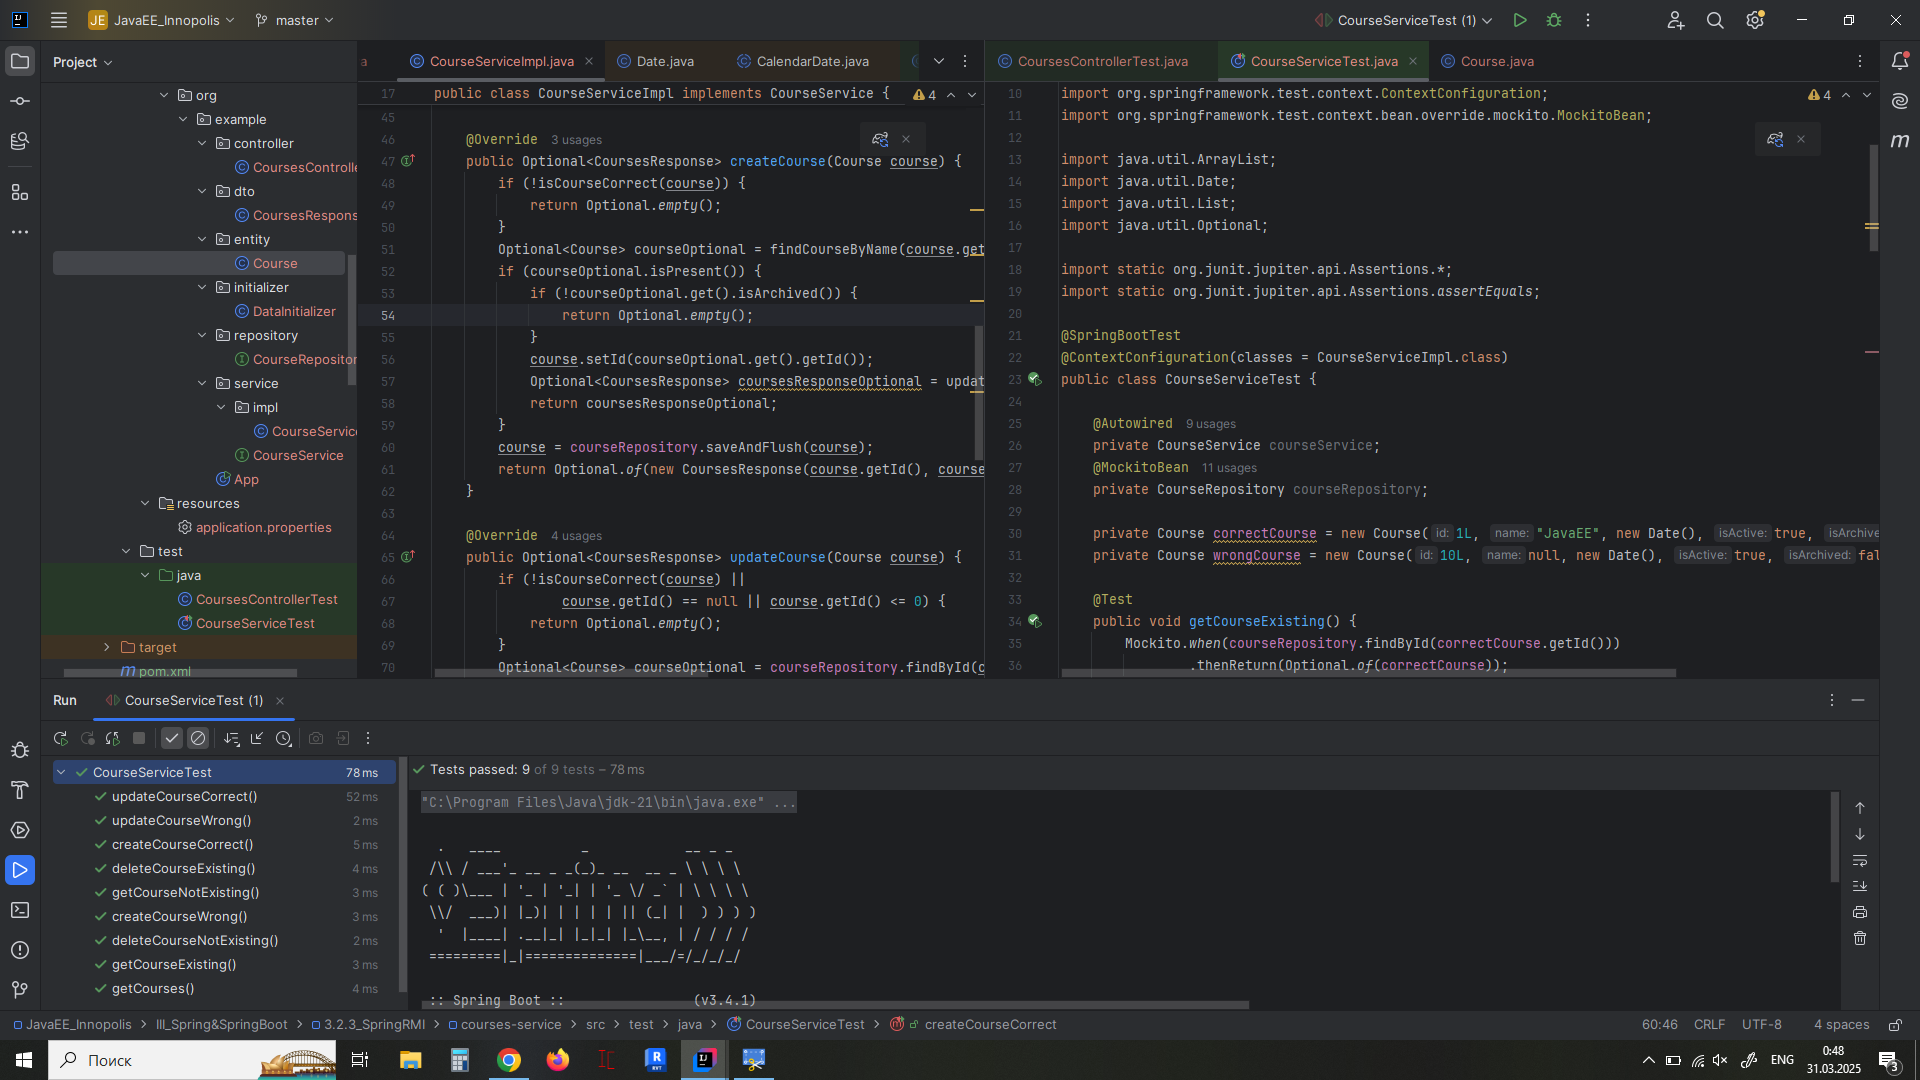 JE JavaEE_Innopolis master CourseServiceTest (1)
Project
org
example
controller
CoursesControlle
dto
CoursesRespons
entity
Course
initializer
DataInitializer
repository
CourseRepositor
service
impl
CourseService
CourseService
App
resources
application.properties
test
java
CoursesControllerTest
CourseServiceTest
target
pom.xml
a CourseServiceImpl.java Date.java CalendarDate.java
17 public class CourseServiceImpl implements CourseService { 4
45
46 @Override 3 usages
47 public Optional<CoursesResponse> createCourse(Course course) {
48 if (!isCourseCorrect(course)) {
49 return Optional.empty();
50 }
51 Optional<Course> courseOptional = findCourseByName(course.get
52 if (courseOptional.isPresent()) {
53 if (!courseOptional.get().isArchived()) {
54 return Optional.empty();
55 }
56 course.setId(courseOptional.get().getId());
57 Optional<CoursesResponse> coursesResponseOptional = updat
58 return coursesResponseOptional;
59 }
60 course = courseRepository.saveAndFlush(course);
61 return Optional.of(new CoursesResponse(course.getId(), course
62 }
63
64 @Override 4 usages
65 public Optional<CoursesResponse> updateCourse(Course course) {
66 if (!isCourseCorrect(course) ||
67 course.getId() == null || course.getId() <= 0) {
68 return Optional.empty();
69 }
70 Optional<Course> courseOptional = courseRepository.findById(c
CoursesControllerTest.java CourseServiceTest.java Course.java
10 import org.springframework.test.context.ContextConfiguration; 4
11 import org.springframework.test.context.bean.override.mockito.MockitoBean;
12
13 import java.util.ArrayList;
14 import java.util.Date;
15 import java.util.List;
16 import java.util.Optional;
17
18 import static org.junit.jupiter.api.Assertions.*;
19 import static org.junit.jupiter.api.Assertions.assertEquals;
20
21 @SpringBootTest
22 @ContextConfiguration(classes = CourseServiceImpl.class)
23 public class CourseServiceTest {
24
25 @Autowired 9 usages
26 private CourseService courseService;
27 @MockitoBean 11 usages
28 private CourseRepository courseRepository;
29
30 private Course correctCourse = new Course( id: 1L, name: "JavaEE", new Date(), isActive: true, isArchive
31 private Course wrongCourse = new Course( id: 10L, name: null, new Date(), isActive: true, isArchived: fal
32
33 @Test
34 public void getCourseExisting() {
35 Mockito.when(courseRepository.findById(correctCourse.getId()))
36 .thenReturn(Optional.of(correctCourse));
Run CourseServiceTest (1)
CourseServiceTest 78 ms
updateCourseCorrect() 52 ms
updateCourseWrong() 2 ms
createCourseCorrect() 5 ms
deleteCourseExisting() 4 ms
getCourseNotExisting() 3 ms
createCourseWrong() 3 ms
deleteCourseNotExisting() 2 ms
getCourseExisting() 3 ms
getCourses() 4 ms
Tests passed: 9 of 9 tests – 78 ms
"C:\Program Files\Java\jdk-21\bin\java.exe" ...
:: Spring Boot :: (v3.4.1)
JavaEE_Innopolis > III_Spring&SpringBoot > 3.2.3_SpringRMI > courses-service > src > test > java > CourseServiceTest > createCourseCorrect 60:46 CRLF UTF-8 4 spaces
Поиск
ENG
0:48
31.03.2025
3